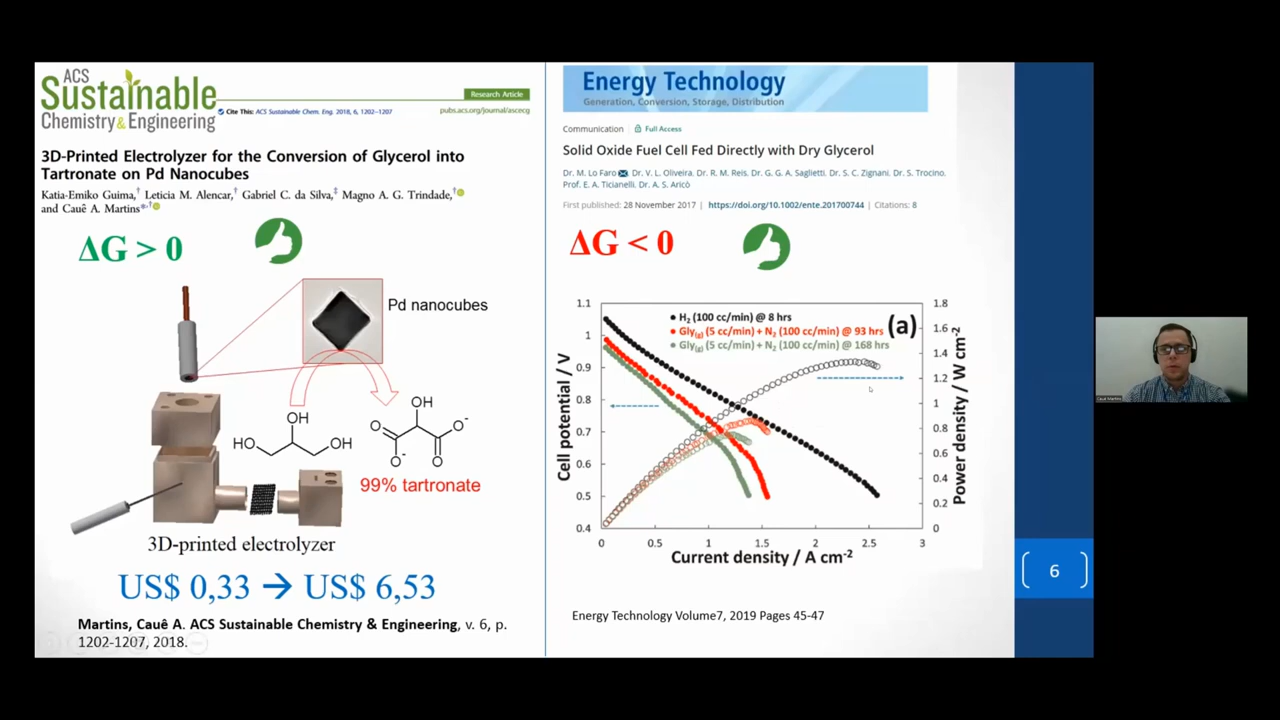 ACS
Sustainable
Chemistry & Engineering
Research Article
Cite This: ACS Sustainable Chem. Eng. 2018, 6, 1202−1207
pubs.acs.org/journal/ascecg
3D-Printed Electrolyzer for the Conversion of Glycerol into
Tartronate on Pd Nanocubes
Katia-Emiko Guima,† Leticia M. Alencar,† Gabriel C. da Silva,‡ Magno A. G. Trindade,†
and Cauê A. Martins*,†
ΔG > 0
Pd nanocubes
OH
HO
OH
OH
O
O-
O-
O
99% tartronate
3D-printed electrolyzer
US$ 0,33 → US$ 6,53
Martins, Cauê A. ACS Sustainable Chemistry & Engineering, v. 6, p.
1202-1207, 2018.
Energy Technology
Generation, Conversion, Storage, Distribution
Communication Full Access
Solid Oxide Fuel Cell Fed Directly with Dry Glycerol
Dr. M. Lo Faro, Dr. V. L. Oliveira, Dr. R. M. Reis, Dr. G. G. A. Saglietti, Dr. S. C. Zignani, Dr. S. Trocino,
Prof. E. A. Ticianelli, Dr. A. S. Aricò
First published: 28 November 2017 | https://doi.org/10.1002/ente.201700744 | Citations: 8
ΔG < 0
H2 (100 cc/min) @ 8 hrs
Gly(g) (5 cc/min) + N2 (100 cc/min) @ 93 hrs
Gly(g) (5 cc/min) + N2 (100 cc/min) @ 168 hrs
(a)
Cell potential / V
1.1
1
0.9
0.8
0.7
0.6
0.5
0.4
0
0.5
1
1.5
2
2.5
3
Current density / A cm-2
1.8
1.6
1.4
1.2
1
0.8
0.6
0.4
0.2
0
Power density / W cm-2
Energy Technology Volume7, 2019 Pages 45-47
6
Cauê Martins